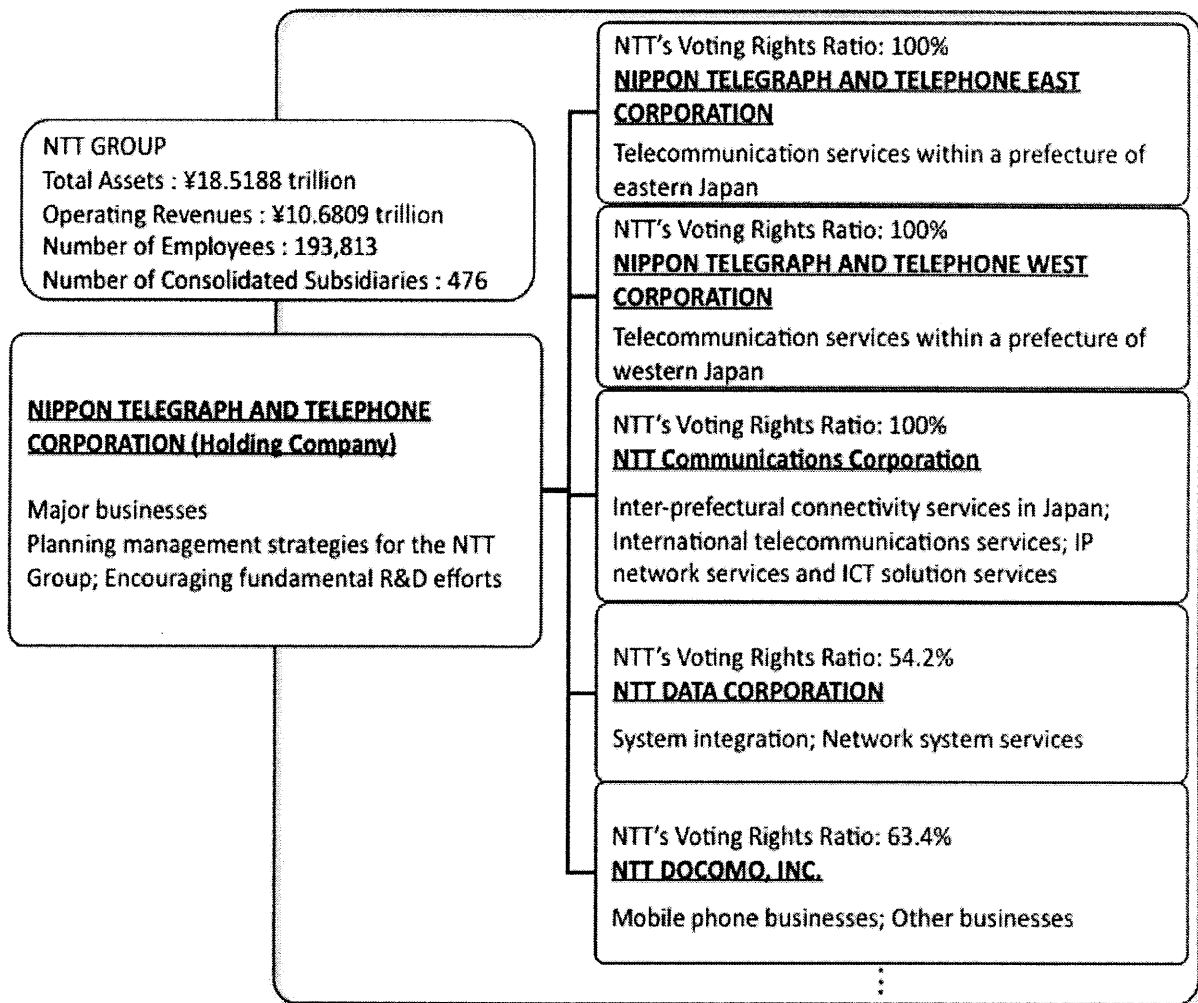 NTT GROUP
Total Assets : ¥18.5188 trillion
Operating Revenues : ¥10.6809 trillion
Number of Employees : 193,813
Number of Consolidated Subsidiaries : 476
NIPPON TELEGRAPH AND TELEPHONE
CORPORATION (Holding Company)
Major businesses
Planning management strategies for the NTT
Group; Encouraging fundamental R&D efforts
NTT's Voting Rights Ratio: 100%
NIPPON TELEGRAPH AND TELEPHONE EAST
CORPORATION
Telecommunication services within a prefecture of
eastern Japan
NTT's Voting Rights Ratio: 100%
NIPPON TELEGRAPH AND TELEPHONE WEST
CORPORATION
Telecommunication services within a prefecture of
western Japan
NTT's Voting Rights Ratio: 100%
NTT Communications Corporation
Inter-prefectural connectivity services in Japan;
International telecommunications services; IP
network services and ICT solution services
NTT's Voting Rights Ratio: 54.2%
NTT DATA CORPORATION
System integration; Network system services
NTT's Voting Rights Ratio: 63.4%
NTT DOCOMO, INC.
Mobile phone businesses; Other businesses